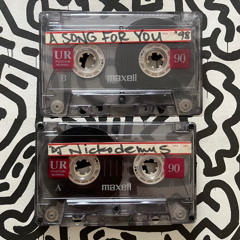 A SONG FOR YOU '98
UR
90
B
maxell
DJ Nickodemus
UR
90
A
maxell